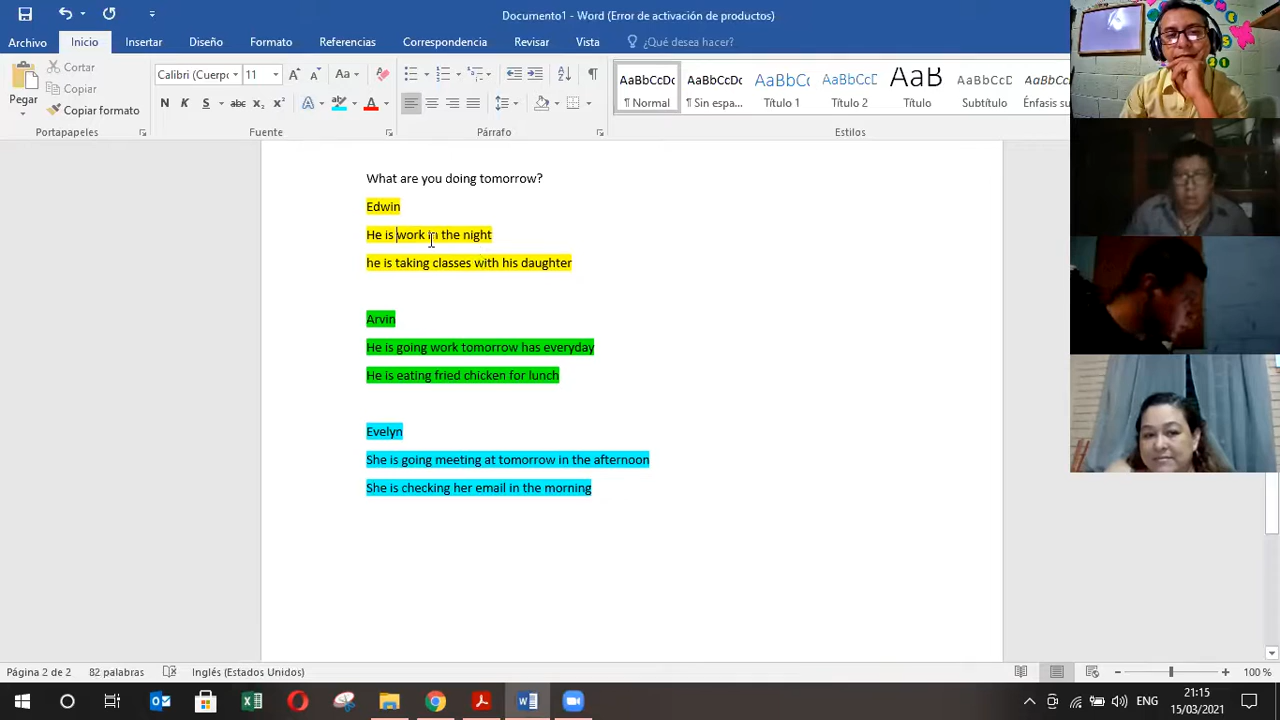 Documento1 - Word (Error de activación de productos)
Archivo Inicio Insertar Diseño Formato Referencias Correspondencia Revisar Vista ¿Qué desea hacer?
Pegar
Cortar
Copiar
Copiar formato
Calibri (Cuerpo 11
AaBbCcDc AaBbCcDc AaBbCcD AaBbCcD AaB AaBbCcD AaBbCcD
¶ Normal ¶ Sin espa... Título 1 Título 2 Título Subtítulo Énfasis su
Portapapeles Fuente Párrafo Estilos
What are you doing tomorrow?
Edwin
He is work in the night
he is taking classes with his daughter
Arvin
He is going work tomorrow has everyday
He is eating fried chicken for lunch
Evelyn
She is going meeting at tomorrow in the afternoon
She is checking her email in the morning
Página 2 de 2 82 palabras Inglés (Estados Unidos) 100 %
ENG
21:15
15/03/2021